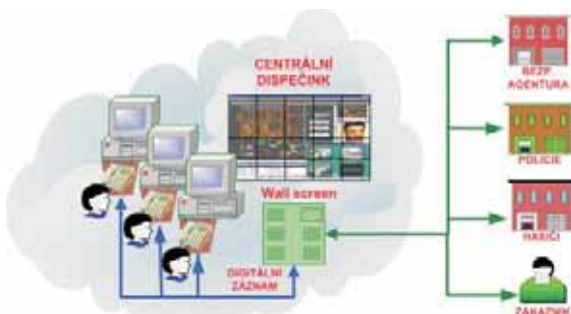 CENTRÁLNÍ
DISPEČINK
Wall screen
DIGITÁLNÍ
ZÁZNAM
BEZP.
AGENTURA
POLICIE
HASIČI
ZÁKAZNÍK